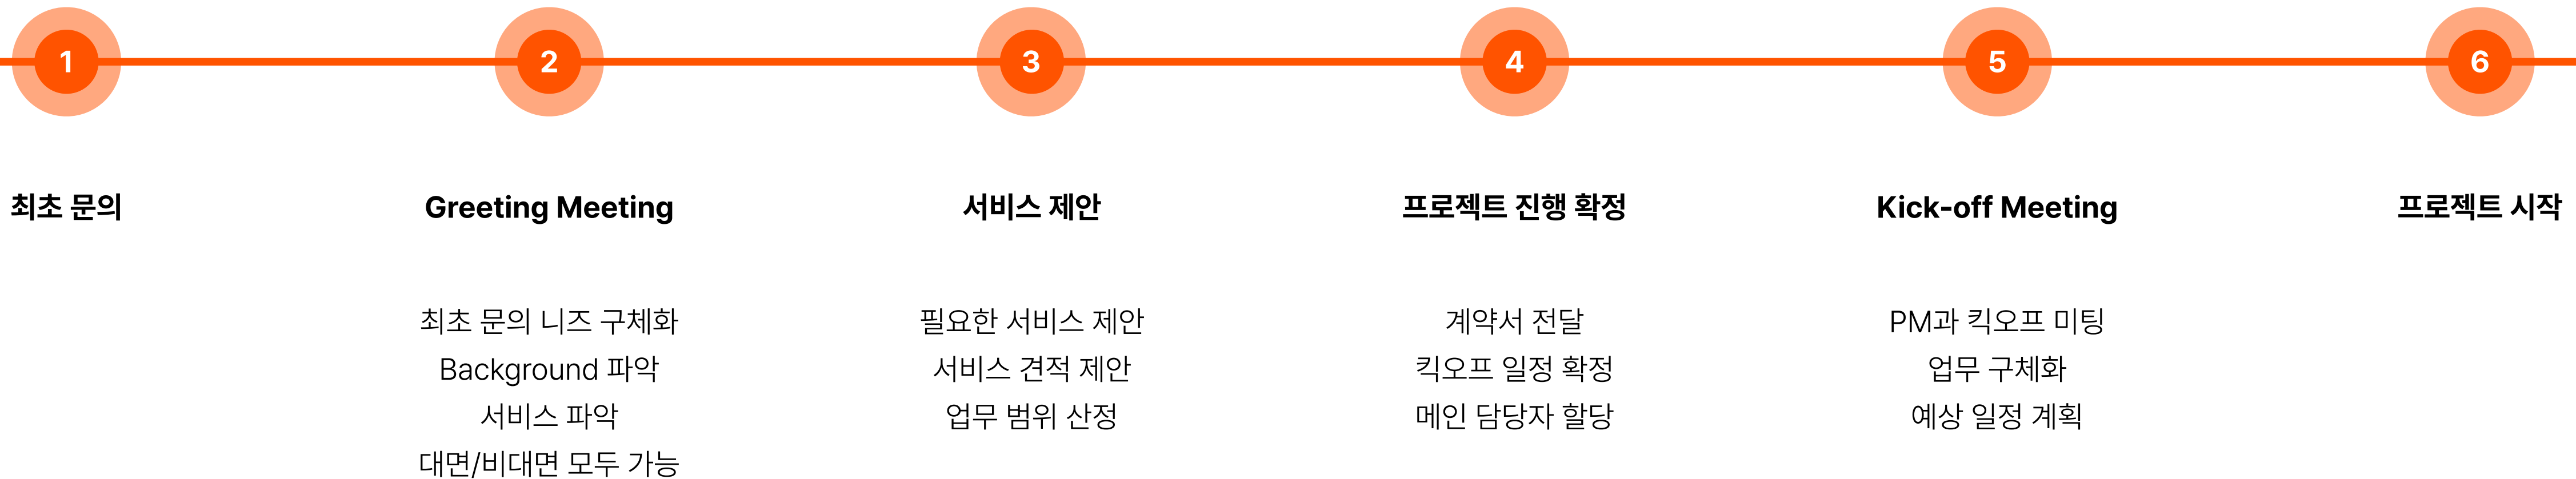 1
최초 문의
2
Greeting Meeting
최초 문의 니즈 구체화
Background 파악
서비스 파악
대면/비대면 모두 가능
3
서비스 제안
필요한 서비스 제안
서비스 견적 제안
업무 범위 산정
4
프로젝트 진행 확정
계약서 전달
킥오프 일정 확정
메인 담당자 할당
5
Kick-off Meeting
PM과 킥오프 미팅
업무 구체화
예상 일정 계획
6
프로젝트 시작